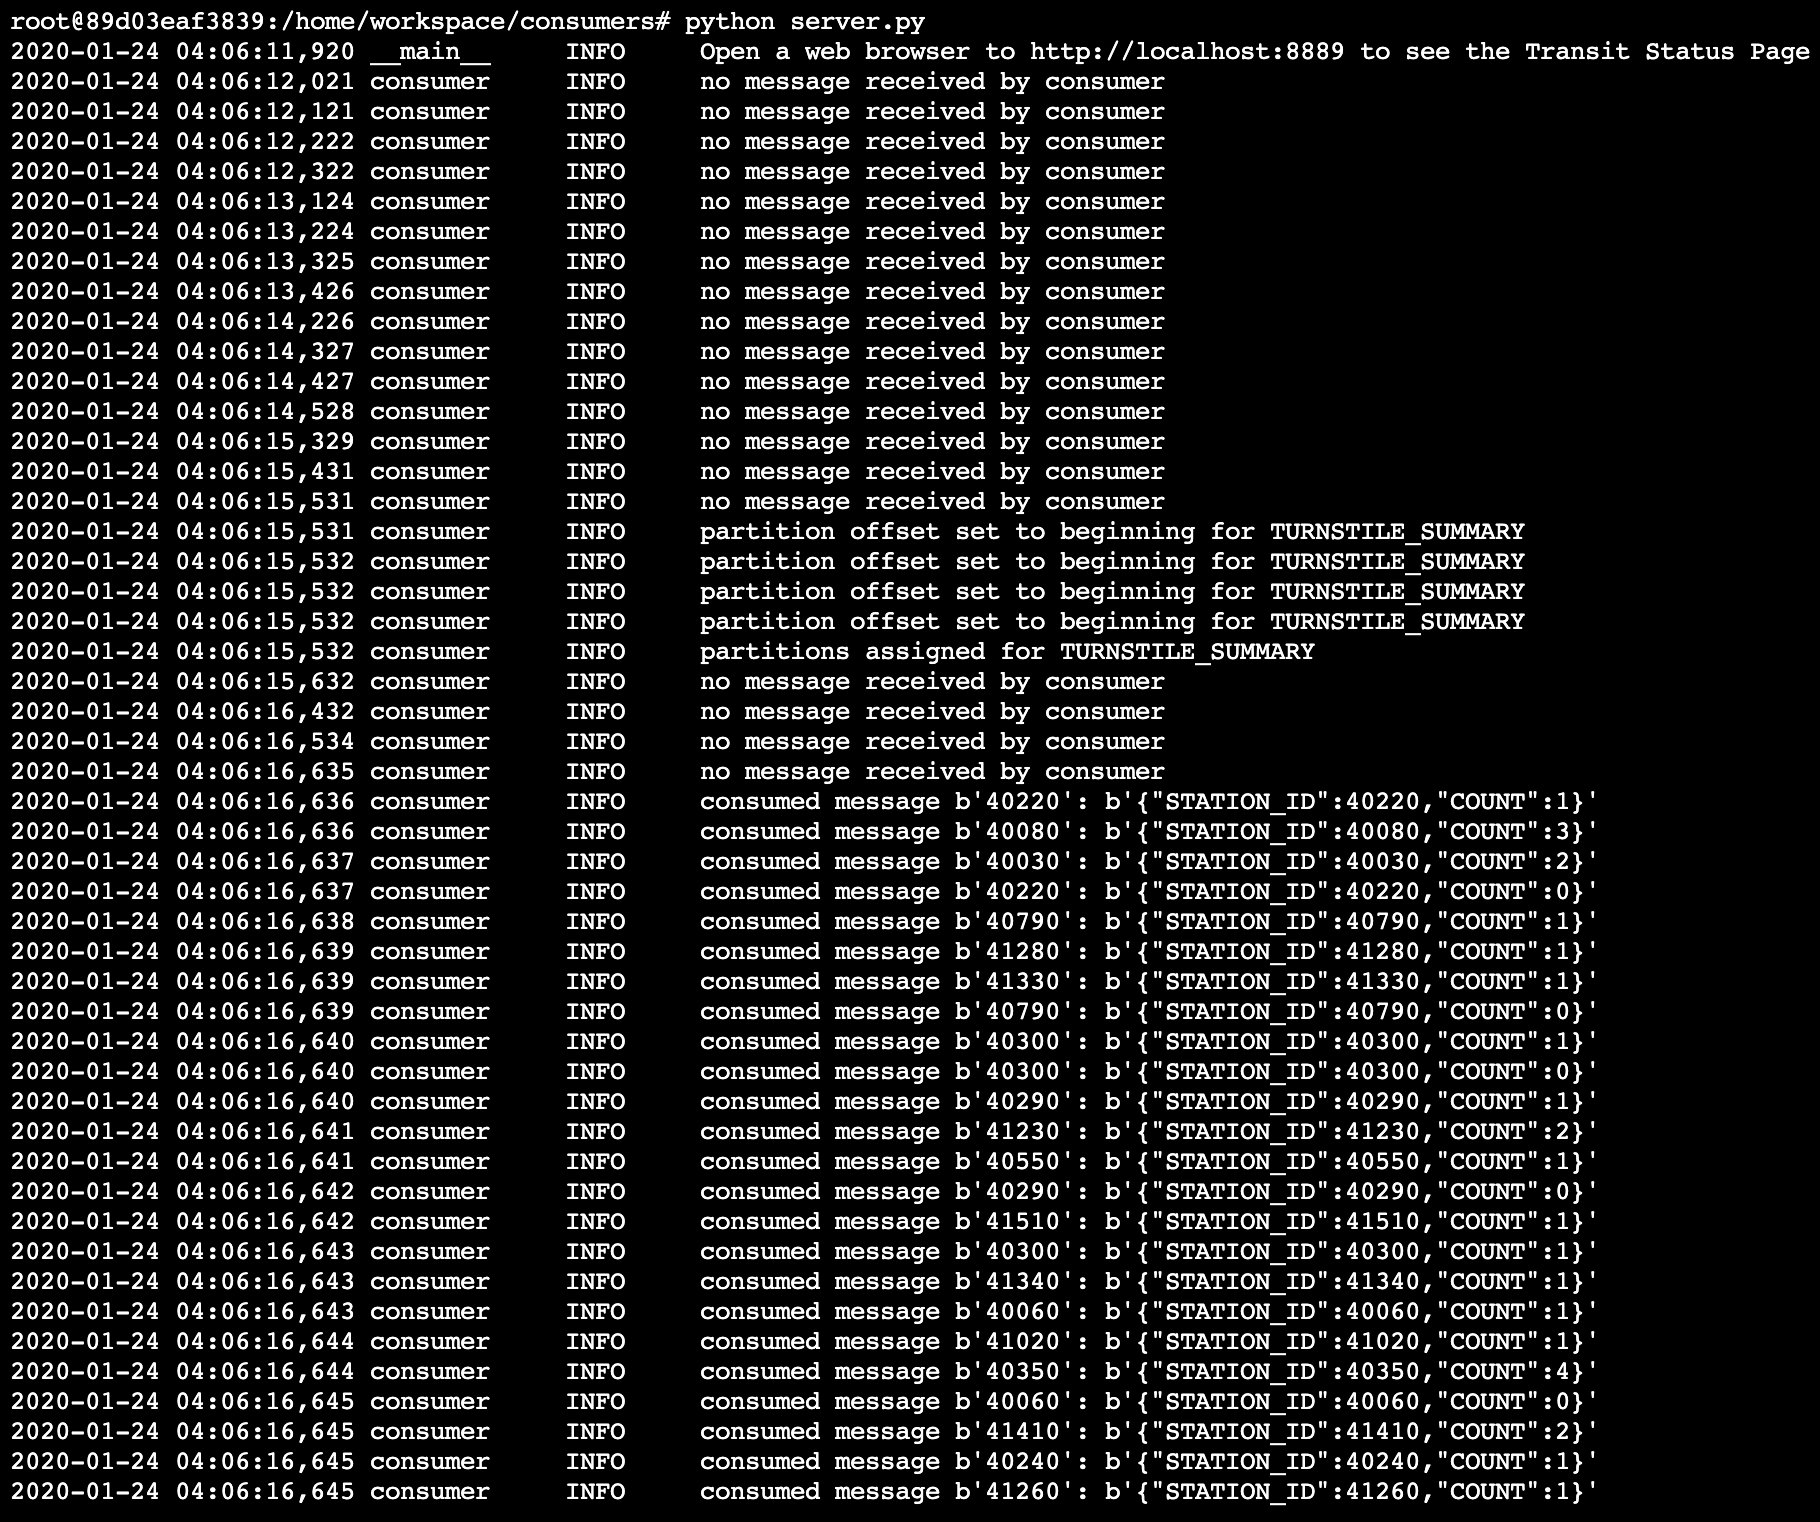 root@89d03eaf3839:/home/workspace/consumers# python server.py
2020-01-24 04:06:11,920 __main__     INFO     Open a web browser to http://localhost:8889 to see the Transit Status Page
2020-01-24 04:06:12,021 consumer     INFO     no message received by consumer
2020-01-24 04:06:12,121 consumer     INFO     no message received by consumer
2020-01-24 04:06:12,222 consumer     INFO     no message received by consumer
2020-01-24 04:06:12,322 consumer     INFO     no message received by consumer
2020-01-24 04:06:13,124 consumer     INFO     no message received by consumer
2020-01-24 04:06:13,224 consumer     INFO     no message received by consumer
2020-01-24 04:06:13,325 consumer     INFO     no message received by consumer
2020-01-24 04:06:13,426 consumer     INFO     no message received by consumer
2020-01-24 04:06:14,226 consumer     INFO     no message received by consumer
2020-01-24 04:06:14,327 consumer     INFO     no message received by consumer
2020-01-24 04:06:14,427 consumer     INFO     no message received by consumer
2020-01-24 04:06:14,528 consumer     INFO     no message received by consumer
2020-01-24 04:06:15,329 consumer     INFO     no message received by consumer
2020-01-24 04:06:15,431 consumer     INFO     no message received by consumer
2020-01-24 04:06:15,531 consumer     INFO     no message received by consumer
2020-01-24 04:06:15,531 consumer     INFO     partition offset set to beginning for TURNSTILE_SUMMARY
2020-01-24 04:06:15,532 consumer     INFO     partition offset set to beginning for TURNSTILE_SUMMARY
2020-01-24 04:06:15,532 consumer     INFO     partition offset set to beginning for TURNSTILE_SUMMARY
2020-01-24 04:06:15,532 consumer     INFO     partition offset set to beginning for TURNSTILE_SUMMARY
2020-01-24 04:06:15,532 consumer     INFO     partitions assigned for TURNSTILE_SUMMARY
2020-01-24 04:06:15,632 consumer     INFO     no message received by consumer
2020-01-24 04:06:16,432 consumer     INFO     no message received by consumer
2020-01-24 04:06:16,534 consumer     INFO     no message received by consumer
2020-01-24 04:06:16,635 consumer     INFO     no message received by consumer
2020-01-24 04:06:16,636 consumer     INFO     consumed message b'40220': b'{"STATION_ID":40220,"COUNT":1}'
2020-01-24 04:06:16,636 consumer     INFO     consumed message b'40080': b'{"STATION_ID":40080,"COUNT":3}'
2020-01-24 04:06:16,637 consumer     INFO     consumed message b'40030': b'{"STATION_ID":40030,"COUNT":2}'
2020-01-24 04:06:16,637 consumer     INFO     consumed message b'40220': b'{"STATION_ID":40220,"COUNT":0}'
2020-01-24 04:06:16,638 consumer     INFO     consumed message b'40790': b'{"STATION_ID":40790,"COUNT":1}'
2020-01-24 04:06:16,639 consumer     INFO     consumed message b'41280': b'{"STATION_ID":41280,"COUNT":1}'
2020-01-24 04:06:16,639 consumer     INFO     consumed message b'41330': b'{"STATION_ID":41330,"COUNT":1}'
2020-01-24 04:06:16,639 consumer     INFO     consumed message b'40790': b'{"STATION_ID":40790,"COUNT":0}'
2020-01-24 04:06:16,640 consumer     INFO     consumed message b'40300': b'{"STATION_ID":40300,"COUNT":1}'
2020-01-24 04:06:16,640 consumer     INFO     consumed message b'40300': b'{"STATION_ID":40300,"COUNT":0}'
2020-01-24 04:06:16,640 consumer     INFO     consumed message b'40290': b'{"STATION_ID":40290,"COUNT":1}'
2020-01-24 04:06:16,641 consumer     INFO     consumed message b'41230': b'{"STATION_ID":41230,"COUNT":2}'
2020-01-24 04:06:16,641 consumer     INFO     consumed message b'40550': b'{"STATION_ID":40550,"COUNT":1}'
2020-01-24 04:06:16,642 consumer     INFO     consumed message b'40290': b'{"STATION_ID":40290,"COUNT":0}'
2020-01-24 04:06:16,642 consumer     INFO     consumed message b'41510': b'{"STATION_ID":41510,"COUNT":1}'
2020-01-24 04:06:16,643 consumer     INFO     consumed message b'40300': b'{"STATION_ID":40300,"COUNT":1}'
2020-01-24 04:06:16,643 consumer     INFO     consumed message b'41340': b'{"STATION_ID":41340,"COUNT":1}'
2020-01-24 04:06:16,643 consumer     INFO     consumed message b'40060': b'{"STATION_ID":40060,"COUNT":1}'
2020-01-24 04:06:16,644 consumer     INFO     consumed message b'41020': b'{"STATION_ID":41020,"COUNT":1}'
2020-01-24 04:06:16,644 consumer     INFO     consumed message b'40350': b'{"STATION_ID":40350,"COUNT":4}'
2020-01-24 04:06:16,645 consumer     INFO     consumed message b'40060': b'{"STATION_ID":40060,"COUNT":0}'
2020-01-24 04:06:16,645 consumer     INFO     consumed message b'41410': b'{"STATION_ID":41410,"COUNT":2}'
2020-01-24 04:06:16,645 consumer     INFO     consumed message b'40240': b'{"STATION_ID":40240,"COUNT":1}'
2020-01-24 04:06:16,645 consumer     INFO     consumed message b'41260': b'{"STATION_ID":41260,"COUNT":1}'